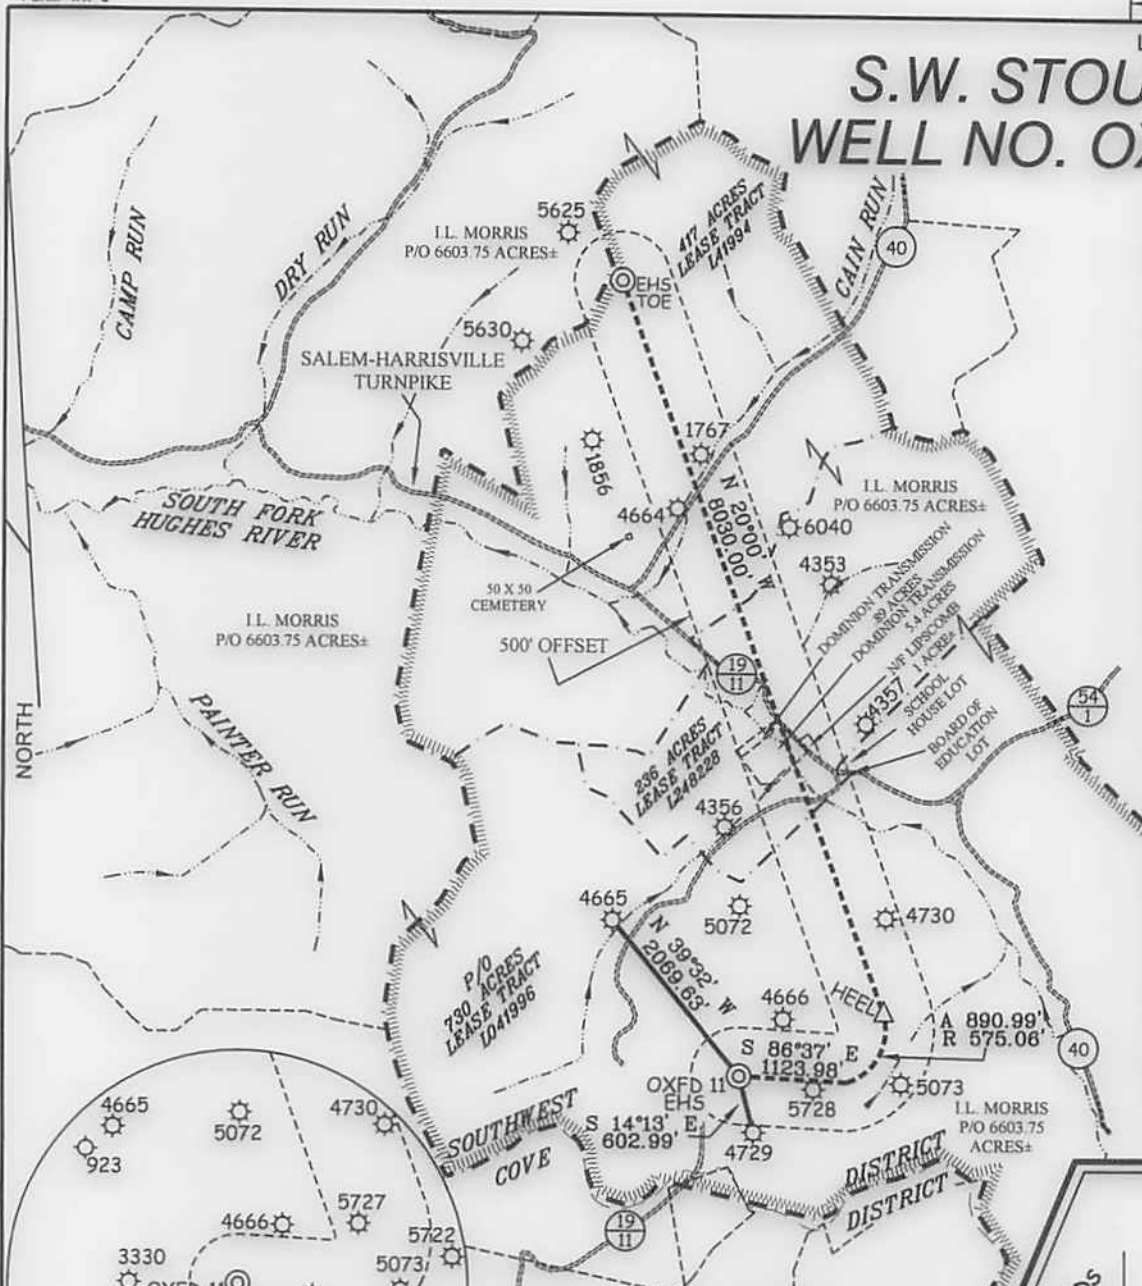 S.W. STOU
WELL NO. OX
CAMP RUN
DRY RUN
I.L. MORRIS
P/O 6603.75 ACRES±
5625
417 ACRES
LEASE TRACT
LA1994
CAIN RUN
40
EHS
TOE
5630
SALEM-HARRISVILLE
TURNPIKE
1856
1767
N 20°00' W
8030.00'
I.L. MORRIS
P/O 6603.75 ACRES±
SOUTH FORK
HUGHES RIVER
4664
6040
4353
50 X 50
CEMETERY
DOMINION TRANSMISSION
89 ACRES
DOMINION TRANSMISSION
5.4 ACRES
N/F LIPSCOMB
1 ACRE±
I.L. MORRIS
P/O 6603.75 ACRES±
500' OFFSET
19
11
4357
SCHOOL
HOUSE LOT
BOARD OF
EDUCATION
LOT
54
1
NORTH
PAINTER RUN
236 ACRES
LEASE TRACT
L248228
4356
4665
5072
4730
N 39°32' W
2069.63'
P/O
730 ACRES
LEASE TRACT
LO41996
4666
HEEL
A 890.99'
R 575.06'
40
S 86°37' E
1123.98'
OXFD 11
EHS
5728
5073
I.L. MORRIS
P/O 6603.75
ACRES±
S 14°13' E
602.99'
4729
SOUTHWEST
COVE
DISTRICT
DISTRICT
19
11
4665
923
5072
4730
4666
5727
5722
3330
5073
OXFD 11